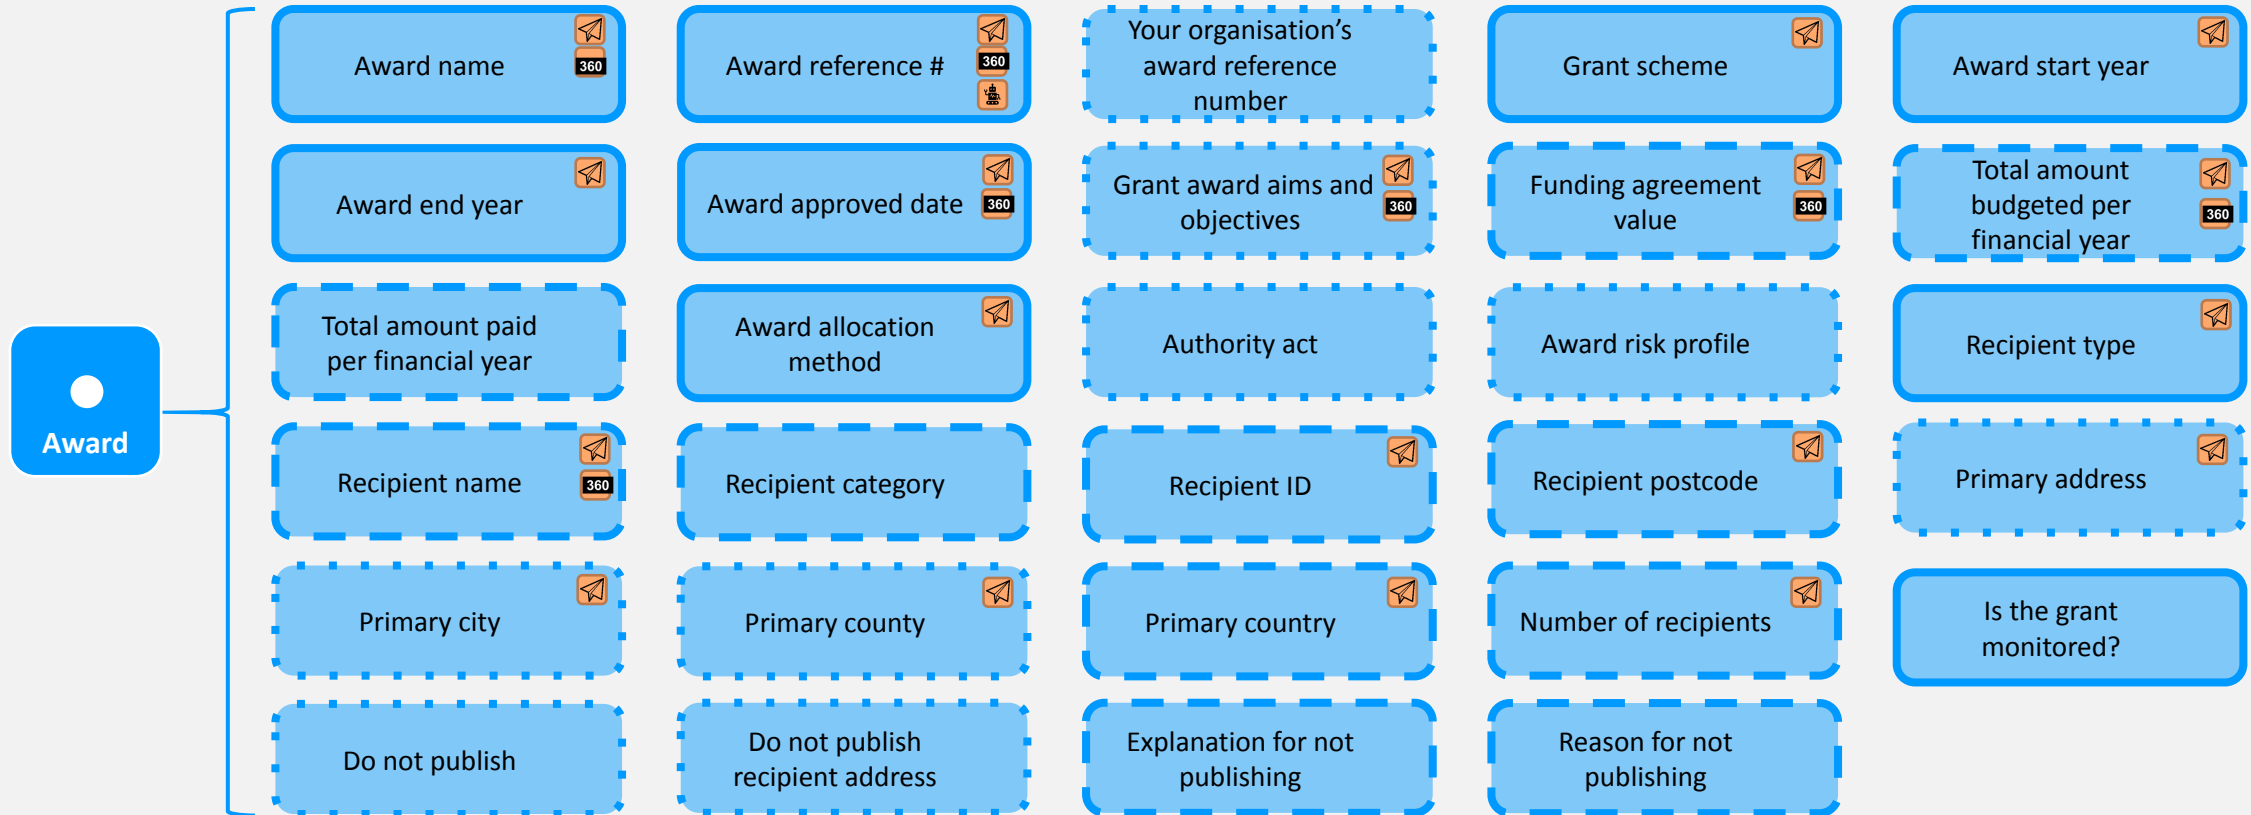 Award
Award name
360
Award reference #
360
Your organisation's
award reference
number
Grant scheme
Award start year
Award end year
Award approved date
360
Grant award aims and
objectives
360
Funding agreement
value
360
Total amount
budgeted per
financial year
360
Total amount paid
per financial year
Award allocation
method
Authority act
Award risk profile
Recipient type
Recipient name
360
Recipient category
Recipient ID
Recipient postcode
Primary address
Primary city
Primary county
Primary country
Number of recipients
Is the grant
monitored?
Do not publish
Do not publish
recipient address
Explanation for not
publishing
Reason for not
publishing